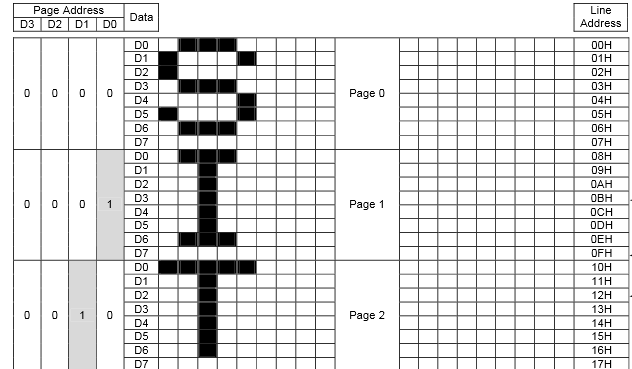 Page Address Data Line Address
D3 D2 D1 D0
D0 00H
D1 01H
D2 02H
D3 03H
0 0 0 0 Page 0
D4 04H
D5 05H
D6 06H
D7 07H
D0 08H
D1 09H
D2 0AH
D3 0BH
0 0 0 1 Page 1
D4 0CH
D5 0DH
D6 0EH
D7 0FH
D0 10H
D1 11H
D2 12H
D3 13H
0 0 1 0 Page 2
D4 14H
D5 15H
D6 16H
D7 17H